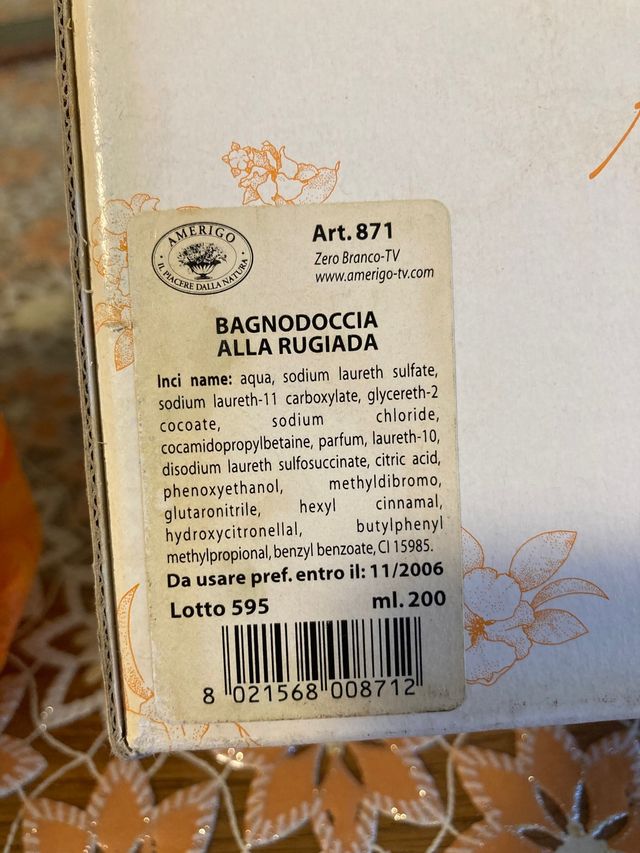 AMERIGO
• IL PIACERE DALLA NATURA •
Art. 871
Zero Branco-TV
www.amerigo-tv.com
BAGNODOCCIA
ALLA RUGIADA
Inci name: aqua, sodium laureth sulfate,
sodium laureth-11 carboxylate, glycereth-2
cocoate, sodium chloride,
cocamidopropylbetaine, parfum, laureth-10,
disodium laureth sulfosuccinate, citric acid,
phenoxyethanol, methyldibromo,
glutaronitrile, hexyl cinnamal,
hydroxycitronellal, butylphenyl
methylpropional, benzyl benzoate, CI 15985.
Da usare pref. entro il: 11/2006
Lotto 595 ml. 200
8 021568 008712